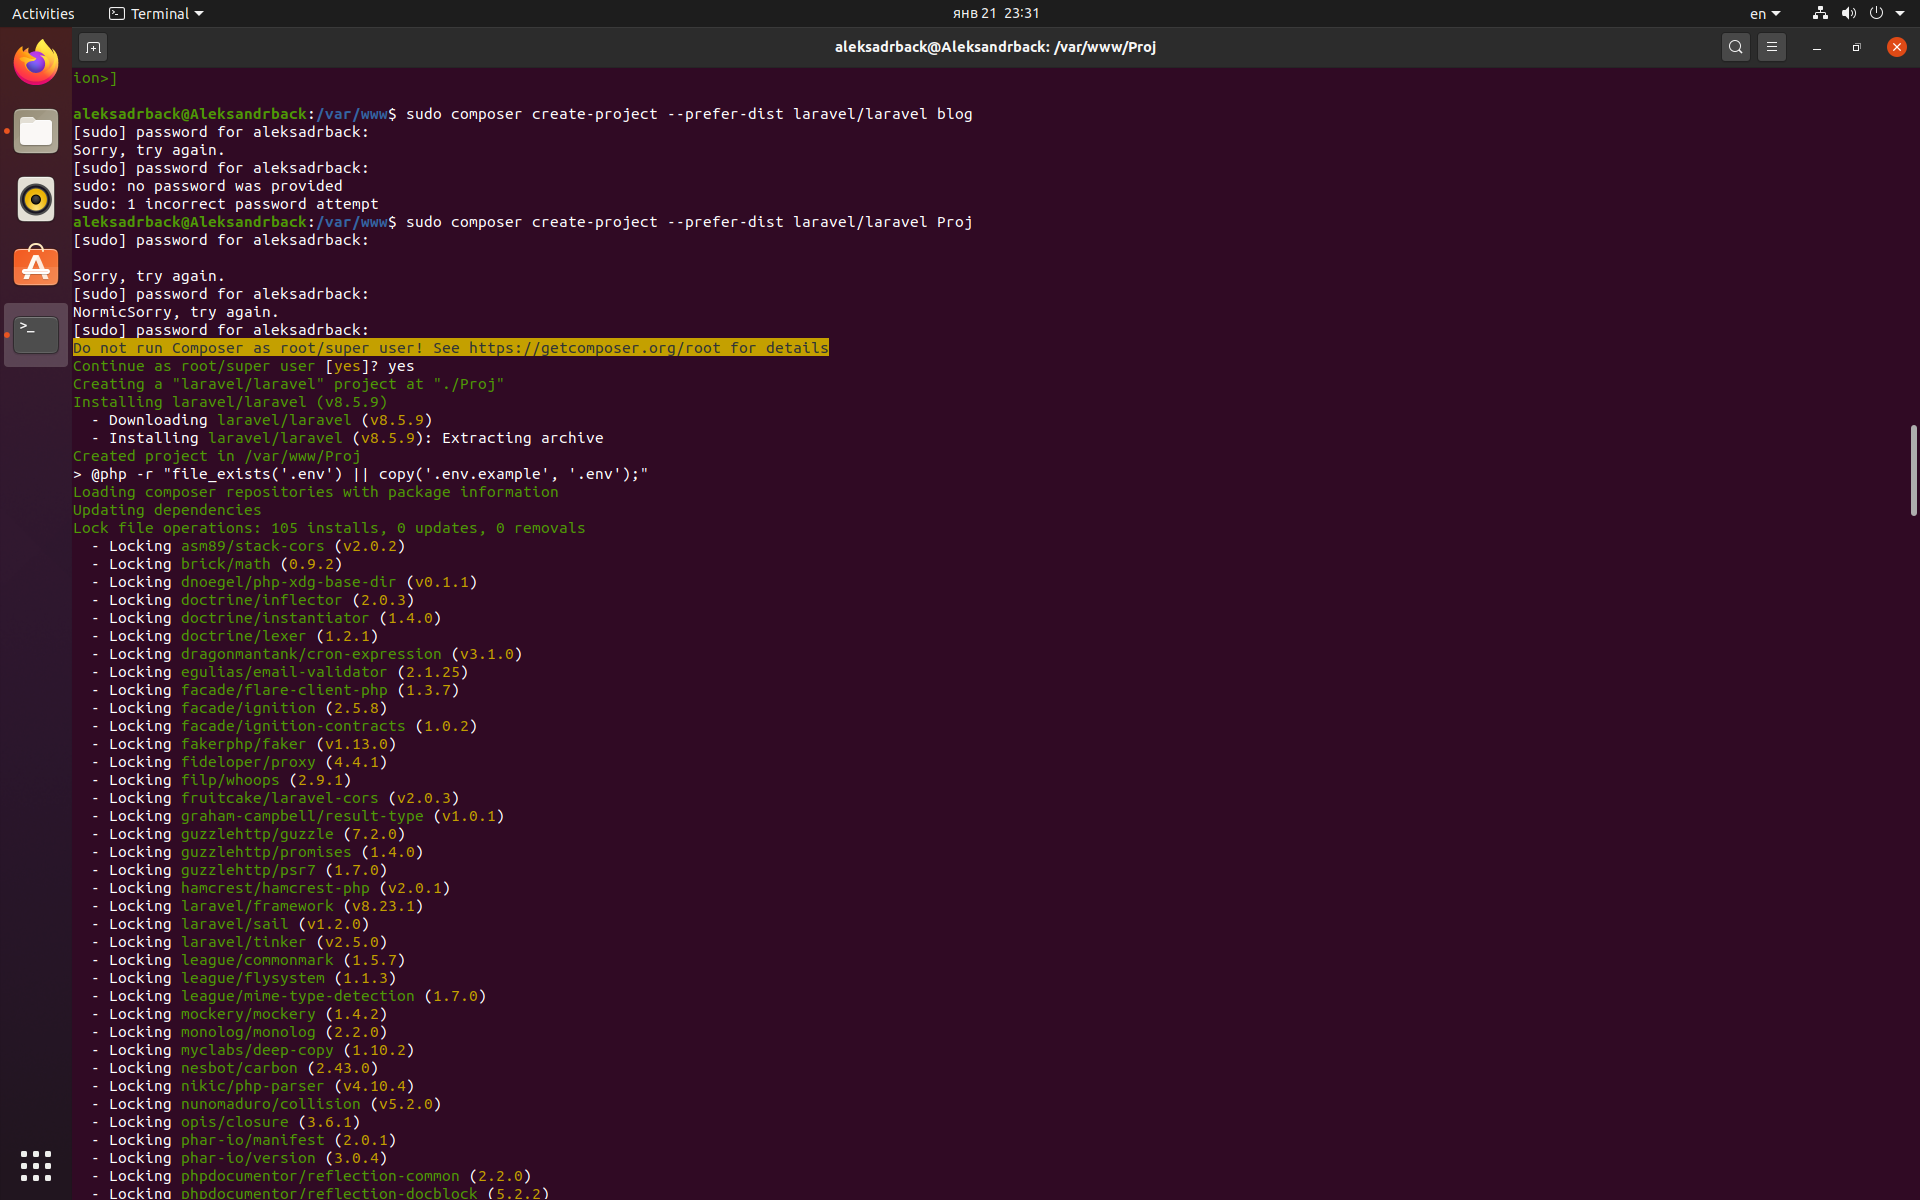 Activities
Terminal
янв 21 23:31
en
aleksadrback@Aleksandrback: /var/www/Proj
ion>]
aleksadrback@Aleksandrback:/var/www$ sudo composer create-project --prefer-dist laravel/laravel blog
[sudo] password for aleksadrback:
Sorry, try again.
[sudo] password for aleksadrback:
sudo: no password was provided
sudo: 1 incorrect password attempt
aleksadrback@Aleksandrback:/var/www$ sudo composer create-project --prefer-dist laravel/laravel Proj
[sudo] password for aleksadrback:
Sorry, try again.
[sudo] password for aleksadrback:
NormicSorry, try again.
[sudo] password for aleksadrback:
Do not run Composer as root/super user! See https://getcomposer.org/root for details
Continue as root/super user [yes]? yes
Creating a "laravel/laravel" project at "./Proj"
Installing laravel/laravel (v8.5.9)
  - Downloading laravel/laravel (v8.5.9)
  - Installing laravel/laravel (v8.5.9): Extracting archive
Created project in /var/www/Proj
> @php -r "file_exists('.env') || copy('.env.example', '.env');"
Loading composer repositories with package information
Updating dependencies
Lock file operations: 105 installs, 0 updates, 0 removals
  - Locking asm89/stack-cors (v2.0.2)
  - Locking brick/math (0.9.2)
  - Locking dnoegel/php-xdg-base-dir (v0.1.1)
  - Locking doctrine/inflector (2.0.3)
  - Locking doctrine/instantiator (1.4.0)
  - Locking doctrine/lexer (1.2.1)
  - Locking dragonmantank/cron-expression (v3.1.0)
  - Locking egulias/email-validator (2.1.25)
  - Locking facade/flare-client-php (1.3.7)
  - Locking facade/ignition (2.5.8)
  - Locking facade/ignition-contracts (1.0.2)
  - Locking fakerphp/faker (v1.13.0)
  - Locking fideloper/proxy (4.4.1)
  - Locking filp/whoops (2.9.1)
  - Locking fruitcake/laravel-cors (v2.0.3)
  - Locking graham-campbell/result-type (v1.0.1)
  - Locking guzzlehttp/guzzle (7.2.0)
  - Locking guzzlehttp/promises (1.4.0)
  - Locking guzzlehttp/psr7 (1.7.0)
  - Locking hamcrest/hamcrest-php (v2.0.1)
  - Locking laravel/framework (v8.23.1)
  - Locking laravel/sail (v1.2.0)
  - Locking laravel/tinker (v2.5.0)
  - Locking league/commonmark (1.5.7)
  - Locking league/flysystem (1.1.3)
  - Locking league/mime-type-detection (1.7.0)
  - Locking mockery/mockery (1.4.2)
  - Locking monolog/monolog (2.2.0)
  - Locking myclabs/deep-copy (1.10.2)
  - Locking nesbot/carbon (2.43.0)
  - Locking nikic/php-parser (v4.10.4)
  - Locking nunomaduro/collision (v5.2.0)
  - Locking opis/closure (3.6.1)
  - Locking phar-io/manifest (2.0.1)
  - Locking phar-io/version (3.0.4)
  - Locking phpdocumentor/reflection-common (2.2.0)
  - Locking phpdocumentor/reflection-docblock (5.2.2)